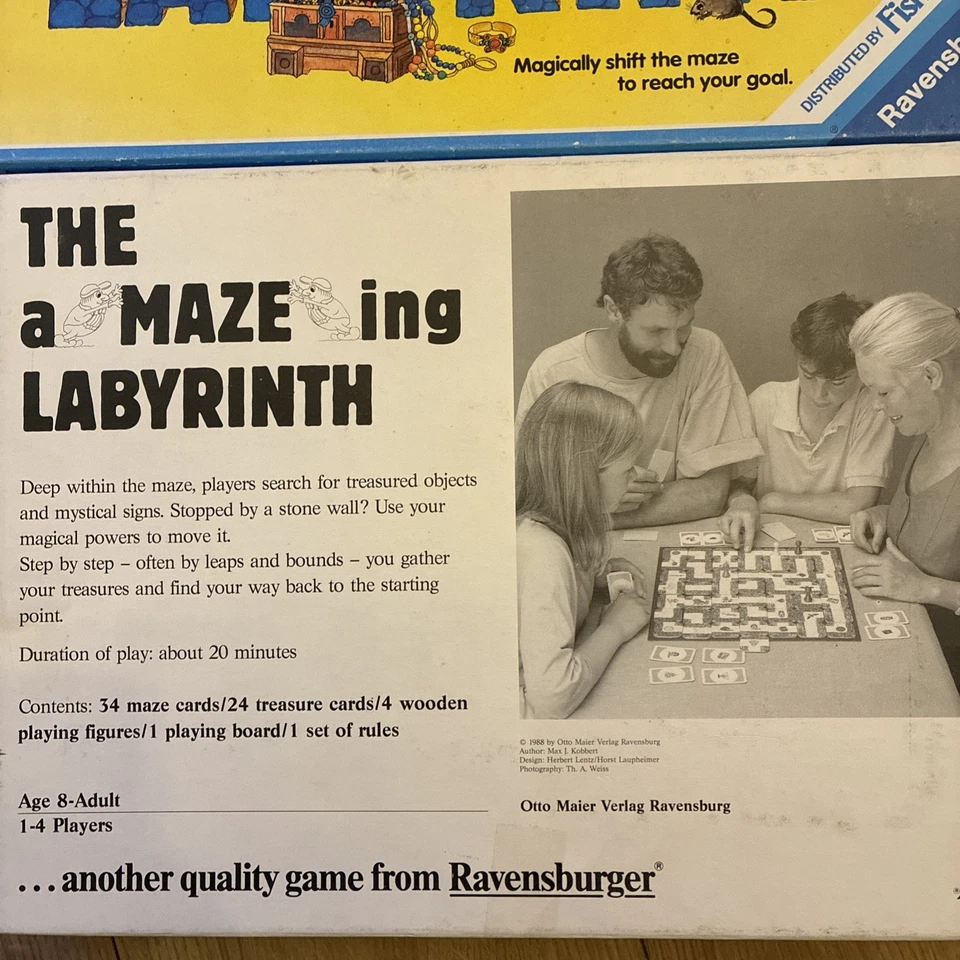 Magically shift the maze
to reach your goal.
DISTRIBUTED BY
THE
aMAZEing
LABYRINTH
Deep within the maze, players search for treasured objects
and mystical signs. Stopped by a stone wall? Use your
magical powers to move it.
Step by step – often by leaps and bounds – you gather
your treasures and find your way back to the starting
point.
Duration of play: about 20 minutes
Contents: 34 maze cards/24 treasure cards/4 wooden
playing figures/1 playing board/1 set of rules
Age 8-Adult
1-4 Players
© 1988 by Otto Maier Verlag Ravensburg
Author: Max J. Kobbert
Design: Herbert Lentz/Horst Laupheimer
Photography: Th. A. Weiss
Otto Maier Verlag Ravensburg
...another quality game from Ravensburger®